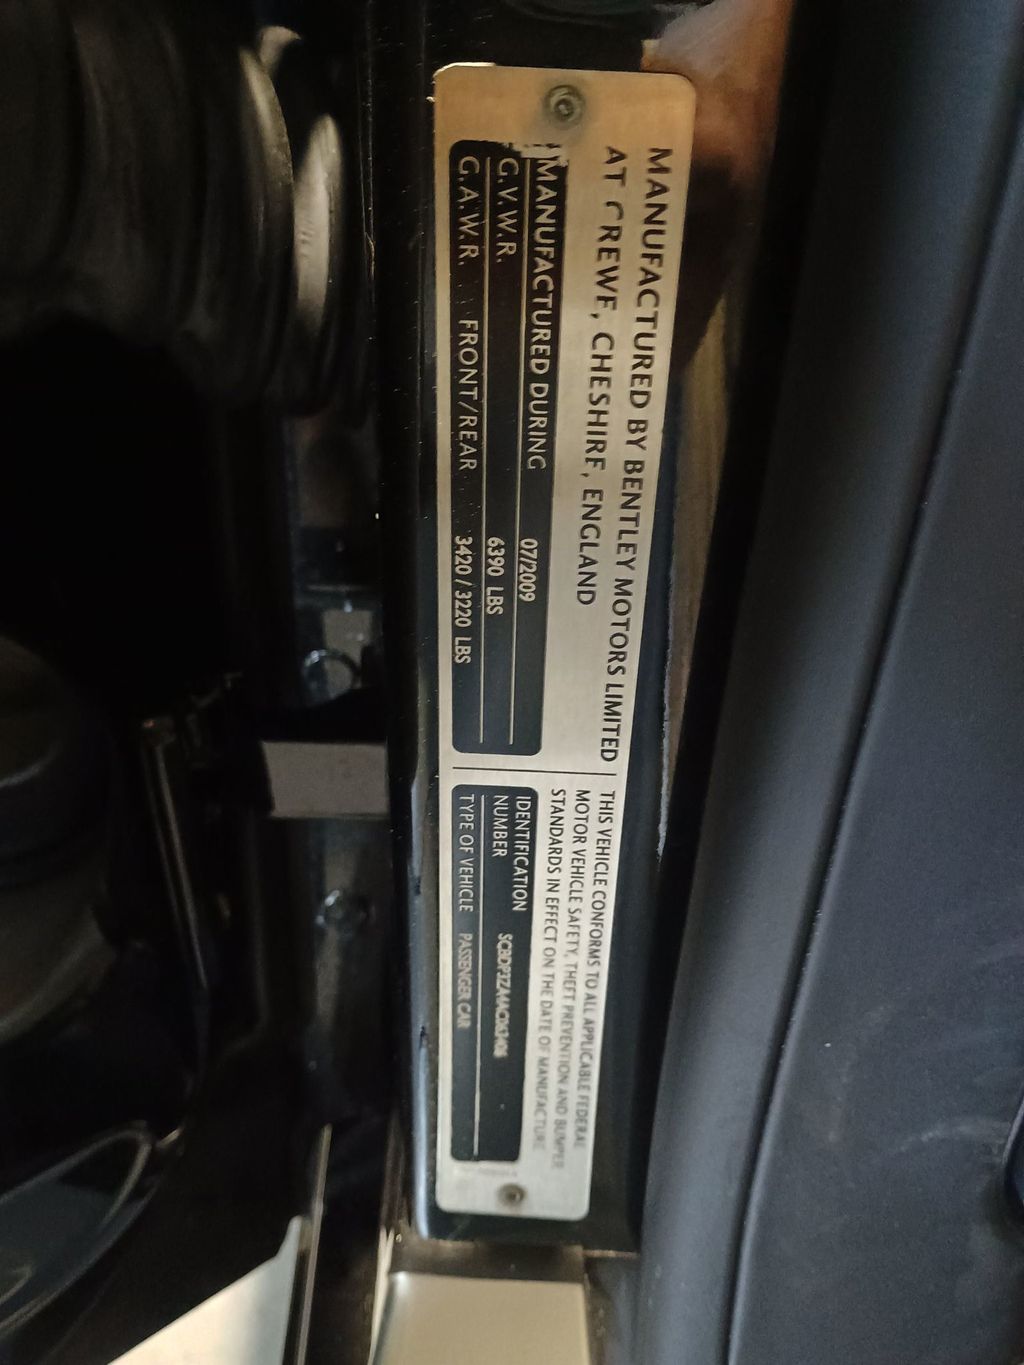 MANUFACTURED BY BENTLEY MOTORS LIMITED
AT CREWE, CHESHIRE, ENGLAND
MANUFACTURED DURING 07/2009
G.V.W.R. 6390 LBS
G.A.W.R. FRONT/REAR 3420 / 3220 LBS
THIS VEHICLE CONFORMS TO ALL APPLICABLE FEDERAL
MOTOR VEHICLE SAFETY, THEFT PREVENTION AND BUMPER
STANDARDS IN EFFECT ON THE DATE OF MANUFACTURE
IDENTIFICATION
NUMBER
TYPE OF VEHICLE PASSENGER CAR